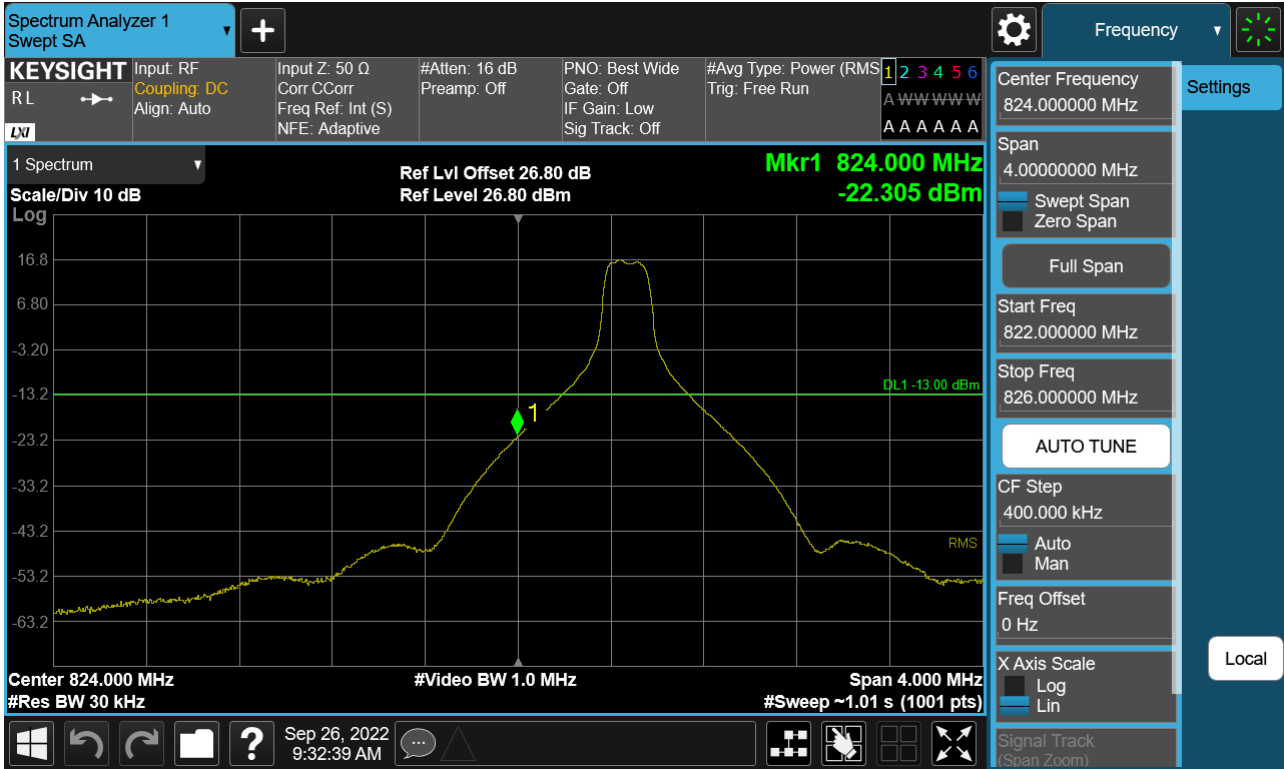 Spectrum Analyzer 1
Swept SA
Frequency
KEYSIGHT
R L
LXI
Input: RF
Coupling: DC
Align: Auto
Input Z: 50 Ω
Corr CCorr
Freq Ref: Int (S)
NFE: Adaptive
#Atten: 16 dB
Preamp: Off
PNO: Best Wide
Gate: Off
IF Gain: Low
Sig Track: Off
#Avg Type: Power (RMS
Trig: Free Run
1 2 3 4 5 6
A W W W W W
A A A A A A
1 Spectrum
Scale/Div 10 dB
Log
Ref Lvl Offset 26.80 dB
Ref Level 26.80 dBm
Mkr1 824.000 MHz
-22.305 dBm
16.8
6.80
-3.20
-13.2
-23.2
-33.2
-43.2
-53.2
-63.2
DL1 -13.00 dBm
1
RMS
Center 824.000 MHz
#Res BW 30 kHz
#Video BW 1.0 MHz
Span 4.000 MHz
#Sweep ~1.01 s (1001 pts)
Center Frequency
824.000000 MHz
Span
4.00000000 MHz
Swept Span
Zero Span
Full Span
Start Freq
822.000000 MHz
Stop Freq
826.000000 MHz
AUTO TUNE
CF Step
400.000 kHz
Auto
Man
Freq Offset
0 Hz
X Axis Scale
Log
Lin
Signal Track
(Span Zoom)
Settings
Local
?
Sep 26, 2022
9:32:39 AM